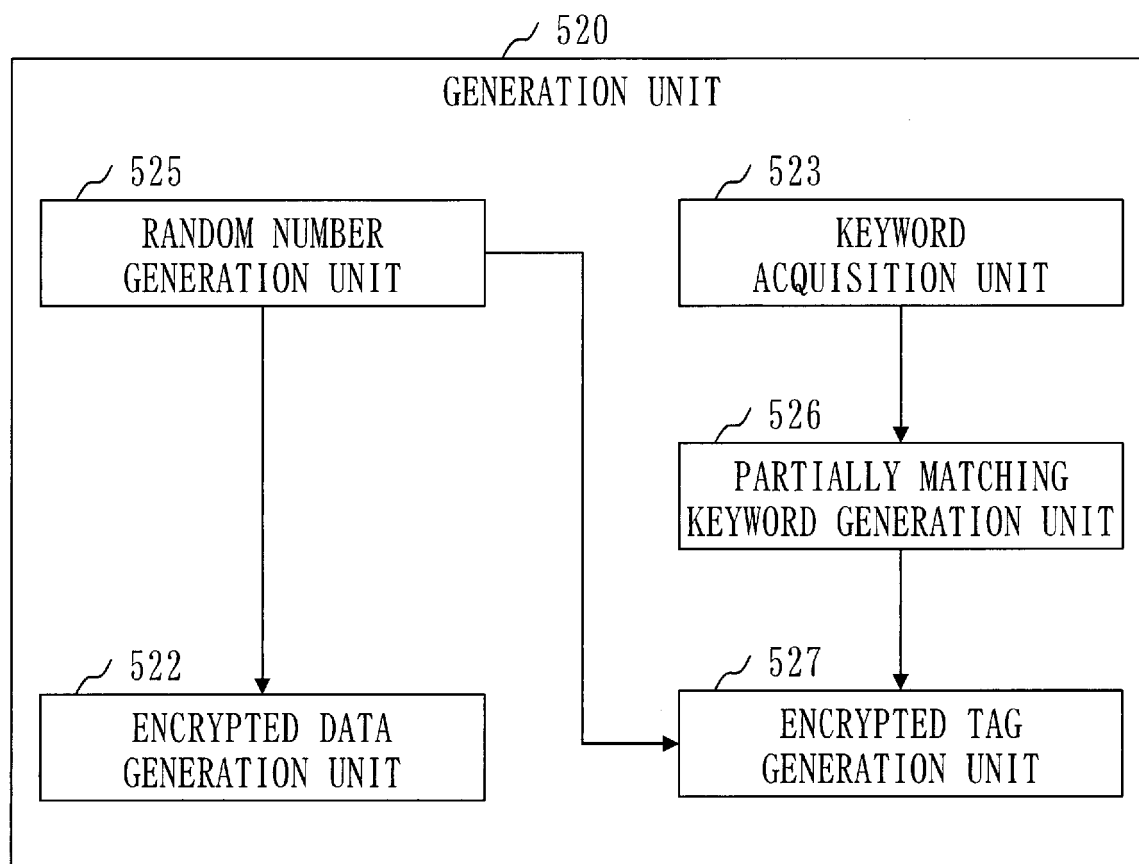 520
GENERATION UNIT
525
RANDOM NUMBER
GENERATION UNIT
523
KEYWORD
ACQUISITION UNIT
526
PARTIALLY MATCHING
KEYWORD GENERATION UNIT
522
ENCRYPTED DATA
GENERATION UNIT
527
ENCRYPTED TAG
GENERATION UNIT